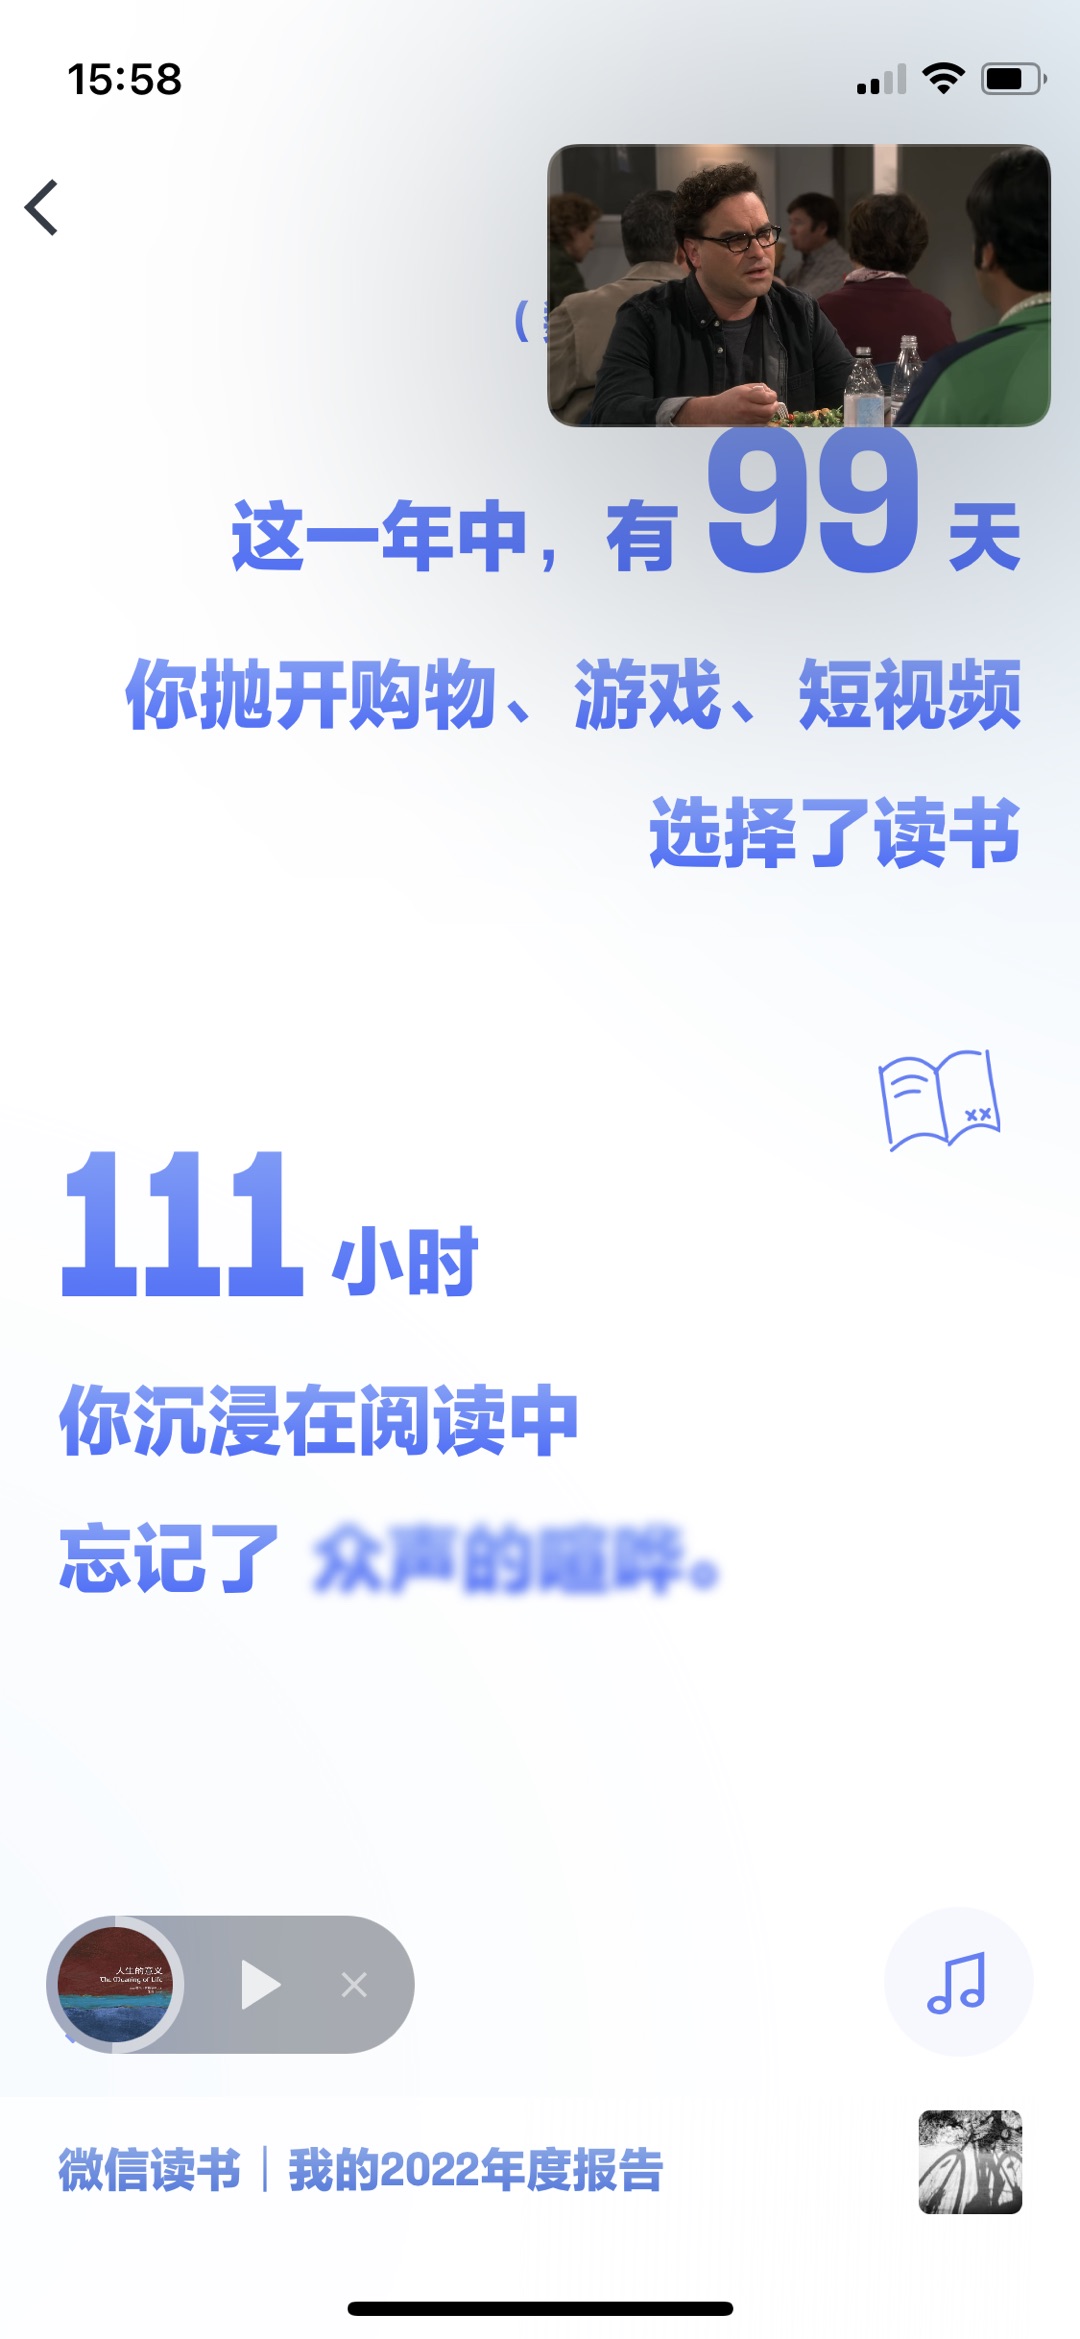 15:58
(
这一年中，有 99 天
你抛开购物、游戏、短视频
选择了读书
xx
111 小时
你沉浸在阅读中
忘记了 众声的喧哗。
人生的意义
The Meaning of Life
微信读书｜我的2022年度报告